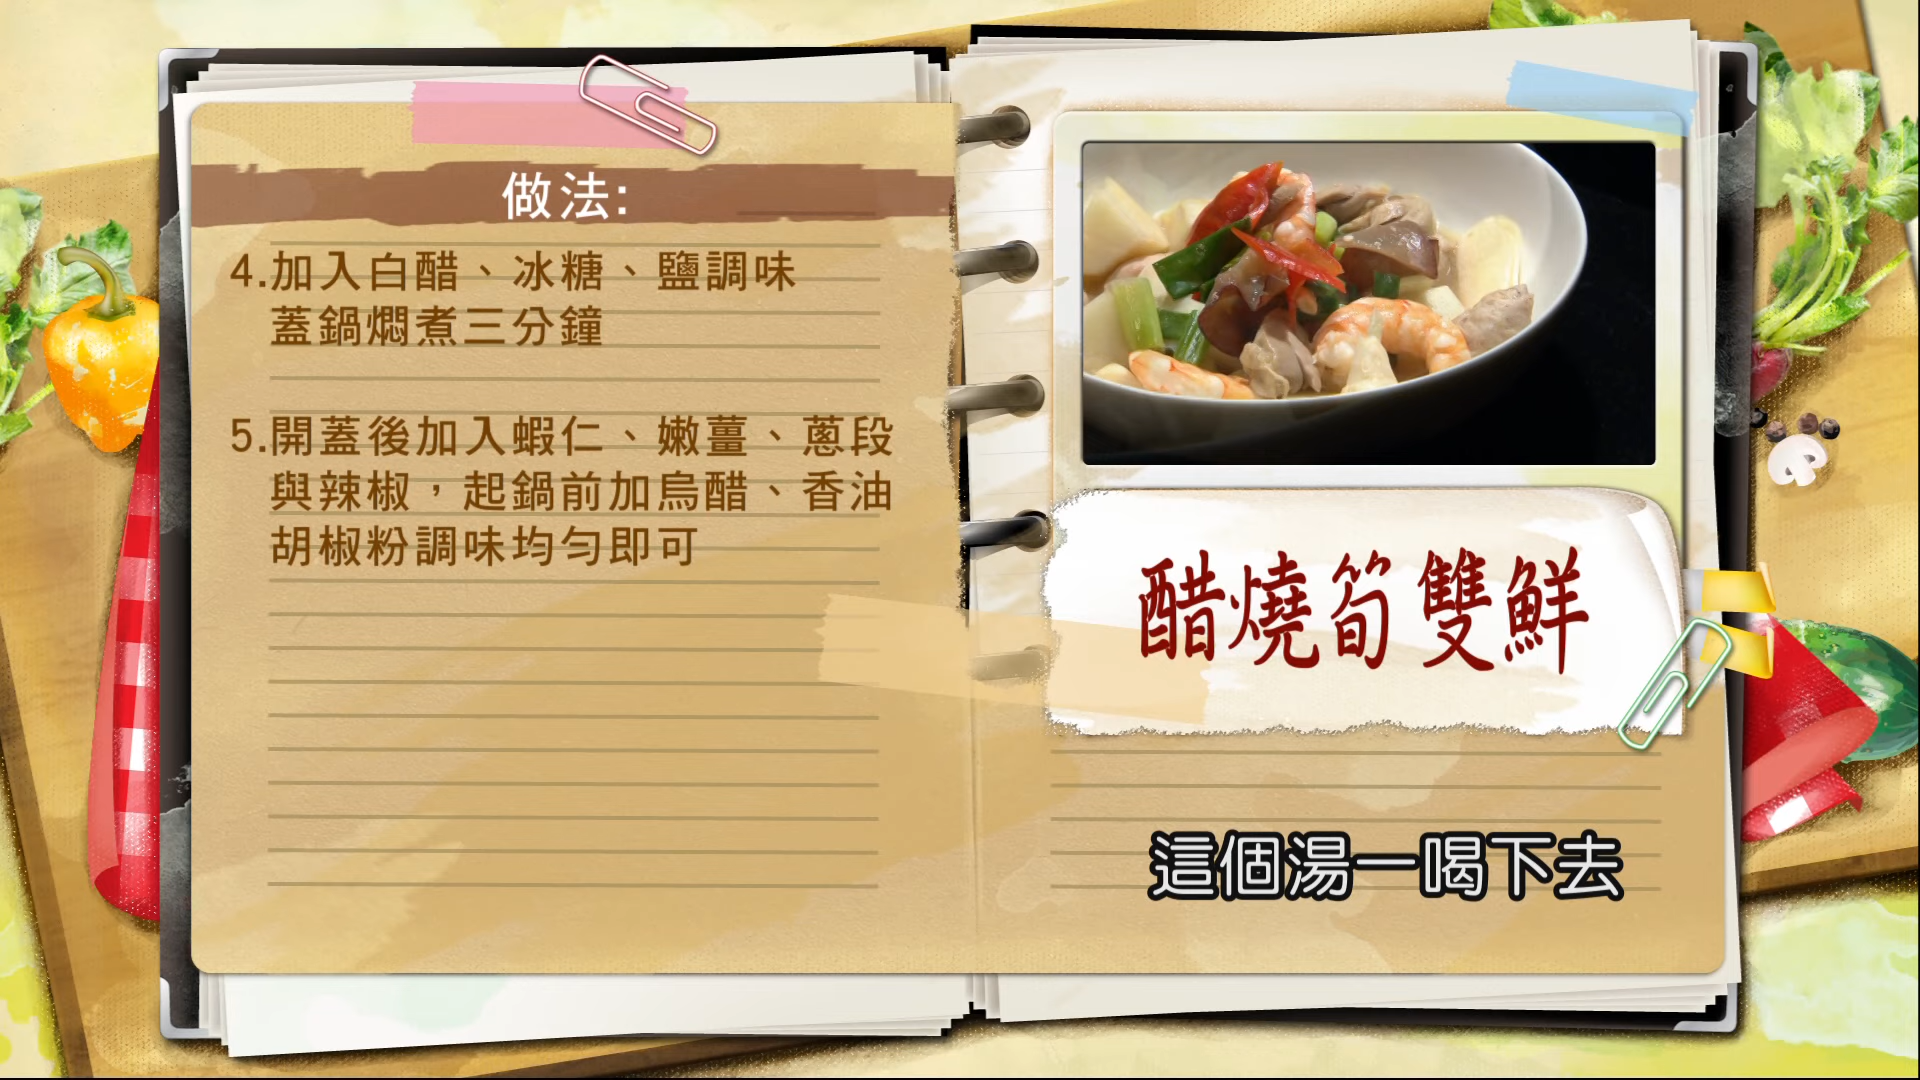 做法:
4.加入白醋、冰糖、鹽調味
蓋鍋燜煮三分鐘
5.開蓋後加入蝦仁、嫩薑、蔥段
與辣椒，起鍋前加烏醋、香油
胡椒粉調味均勻即可
醋燒筍雙鮮
這個湯一喝下去